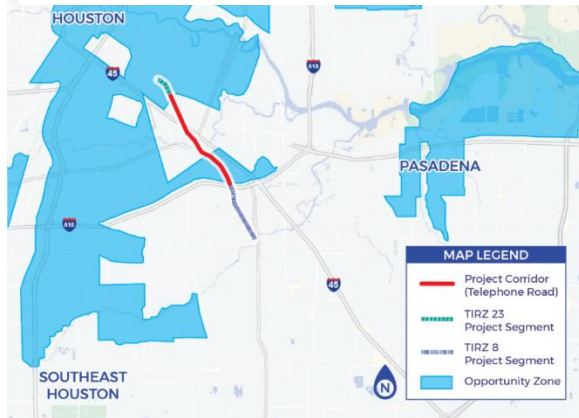 HOUSTON
45
610
PASADENA
610
45
SOUTHEAST
HOUSTON
N
MAP LEGEND
Project Corridor
(Telephone Road)
TIRZ 23
Project Segment
TIRZ 8
Project Segment
Opportunity Zone